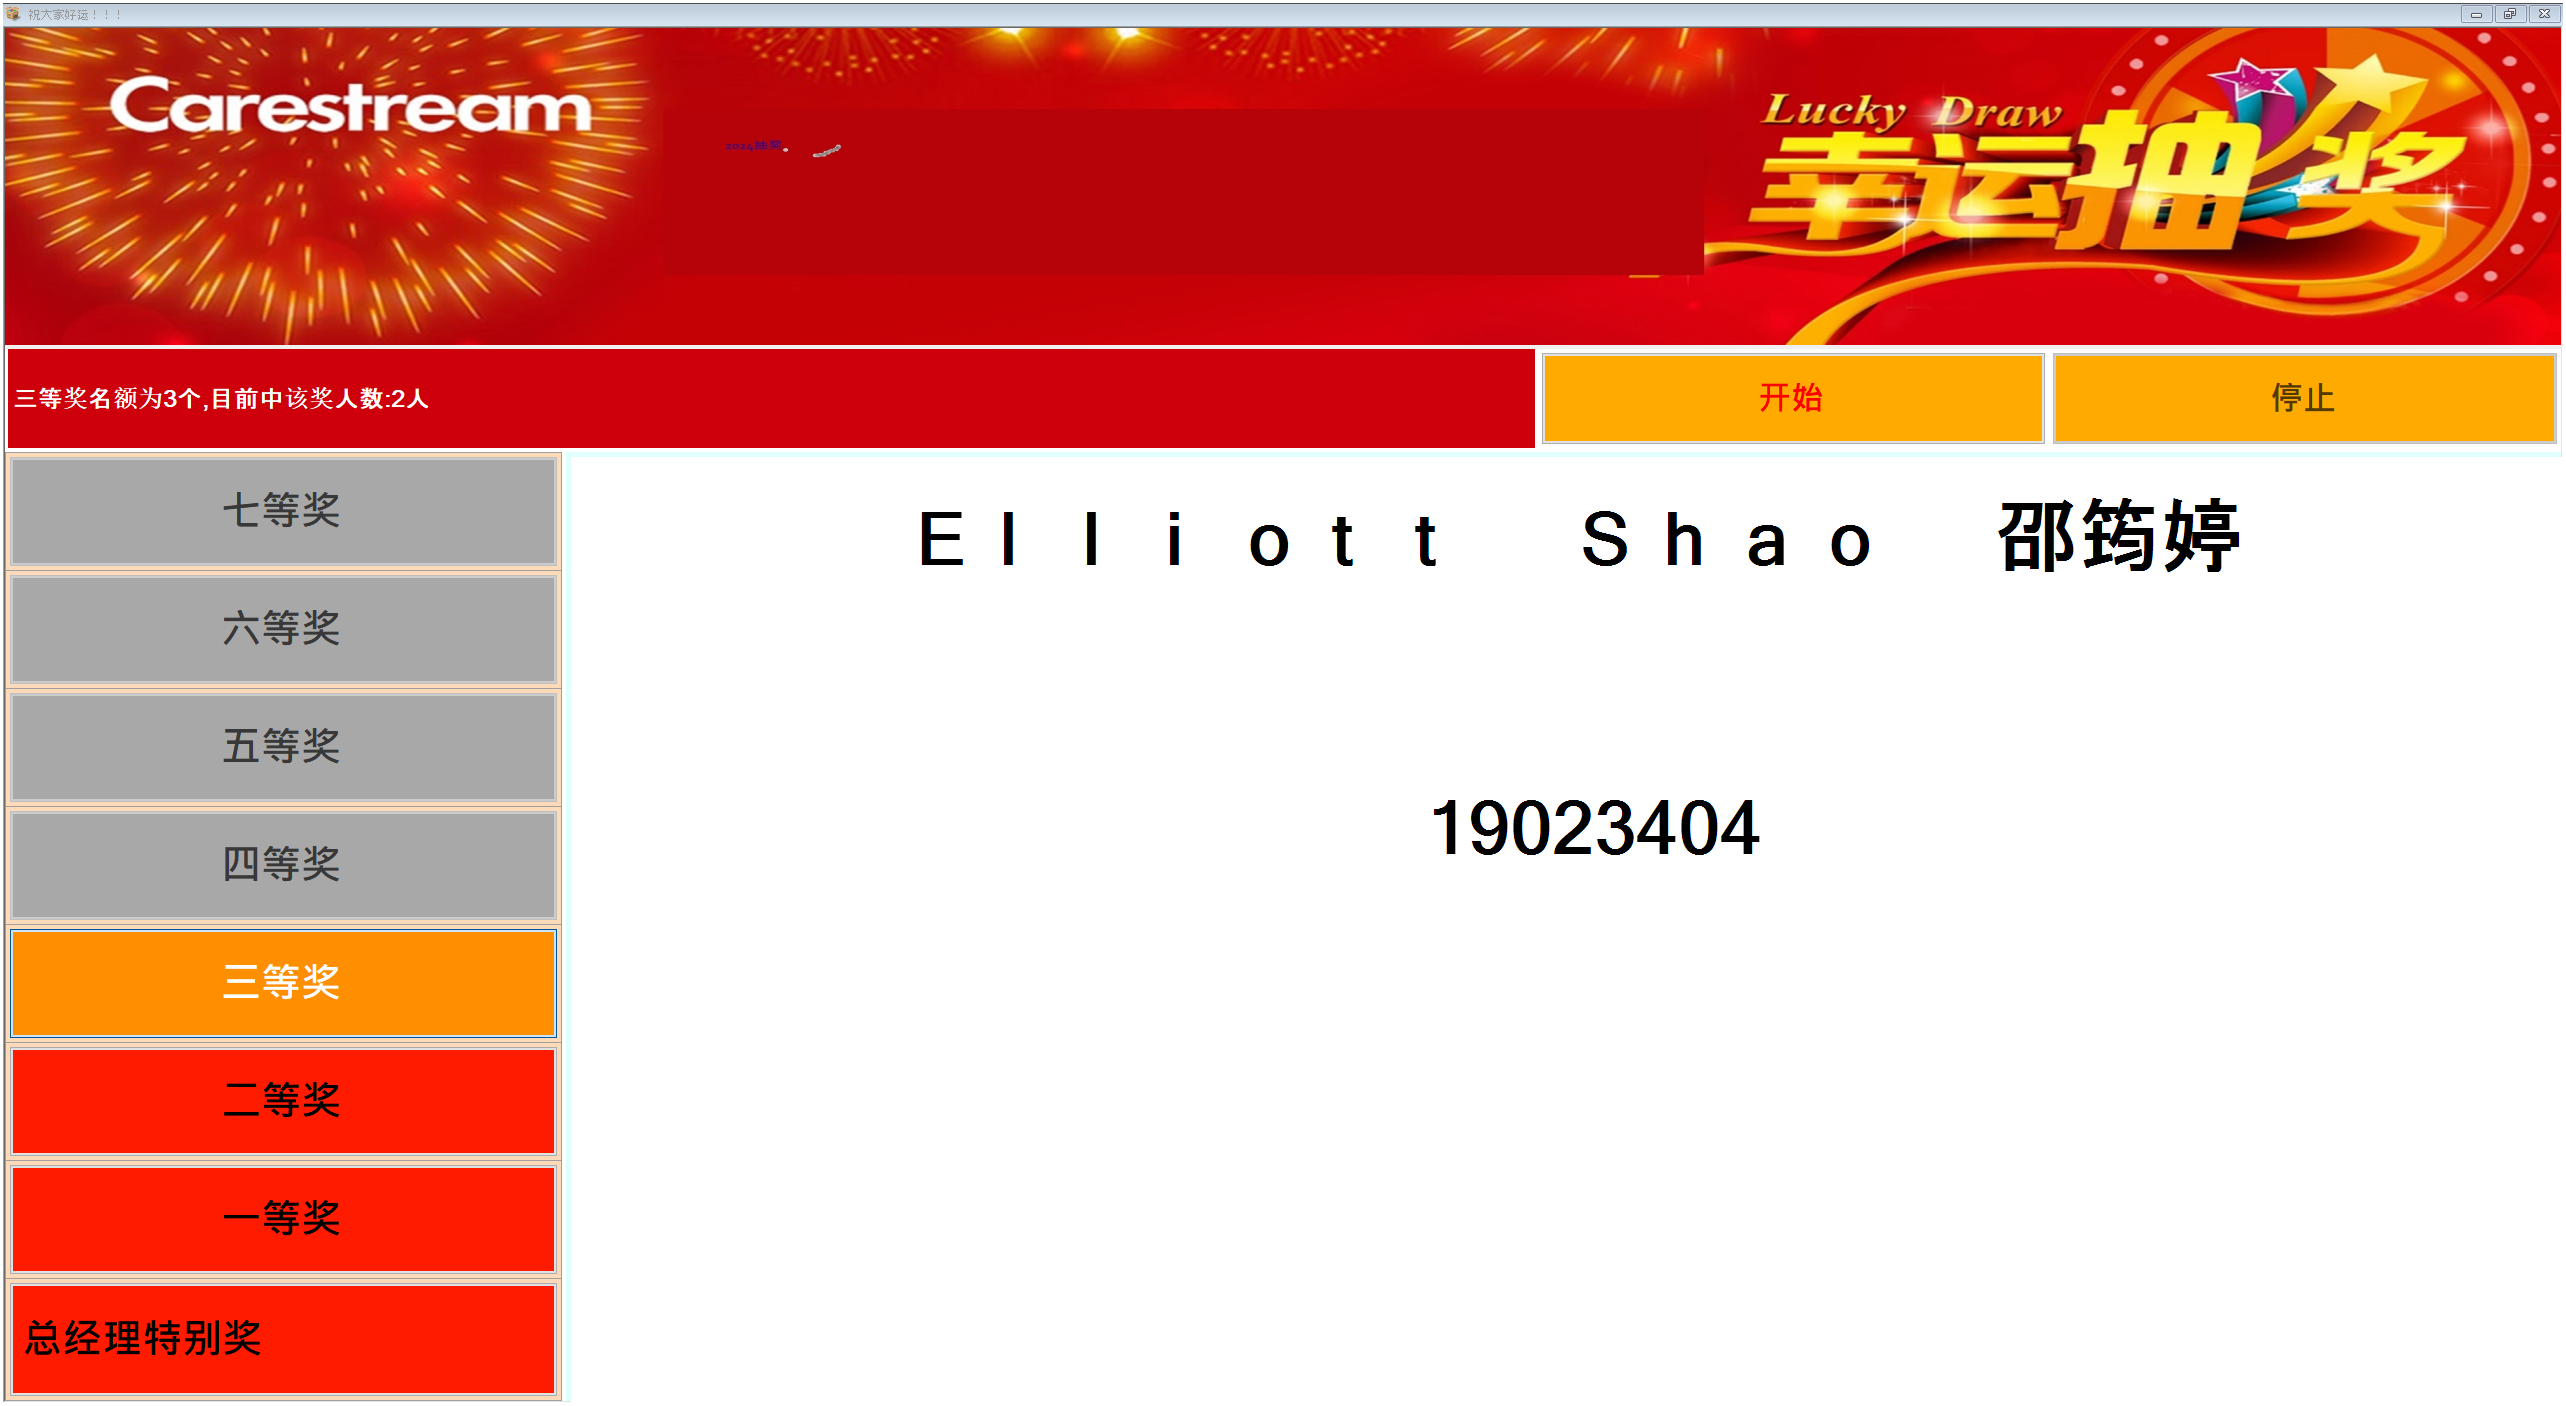 祝大家好运！！！
Carestream
2024抽奖
Lucky Draw
幸运抽奖
三等奖名额为3个,目前中该奖人数:2人
开始
停止
七等奖
六等奖
五等奖
四等奖
三等奖
二等奖
一等奖
总经理特别奖
Elliott Shao 邵筠婷
19023404